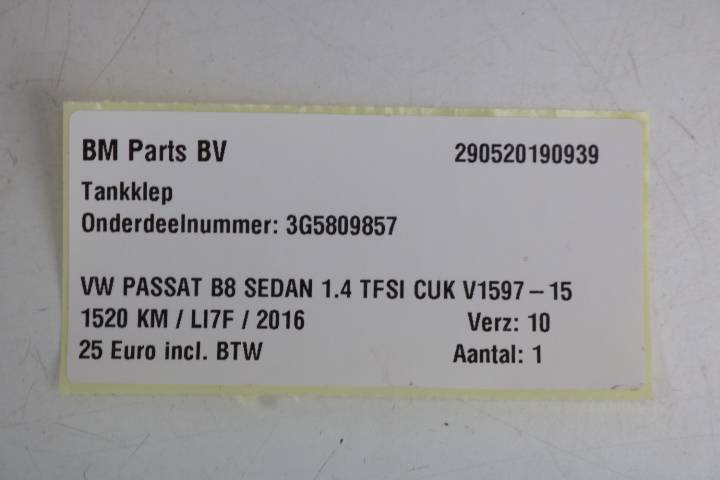 BM Parts BV 290520190939
Tankklep
Onderdeelnummer: 3G5809857
VW PASSAT B8 SEDAN 1.4 TFSI CUK V1597 – 15
1520 KM / LI7F / 2016 Verz: 10
25 Euro incl. BTW Aantal: 1